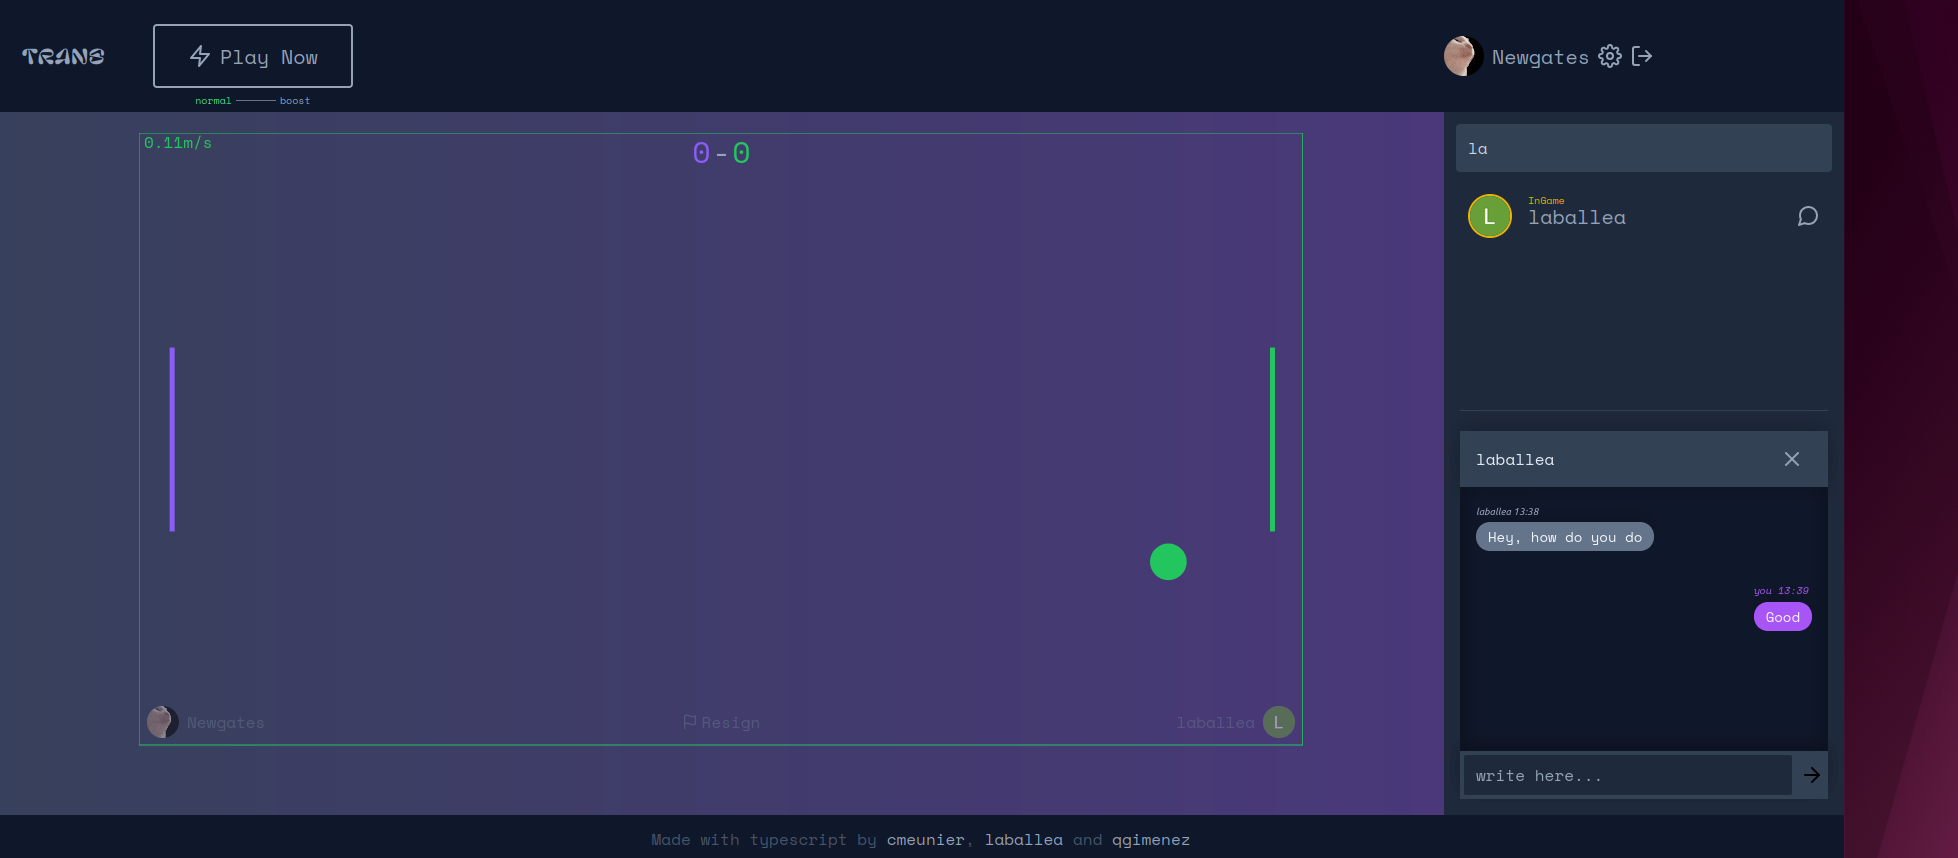 TRANS
Play Now
normal boost
Newgates
0.11m/s
0-0
Newgates
Resign
laballea L
la
L
InGame
laballea
laballea
laballea 13:38
Hey, how do you do
you 13:39
Good
write here...
Made with typescript by cmeunier, laballea and qgimenez